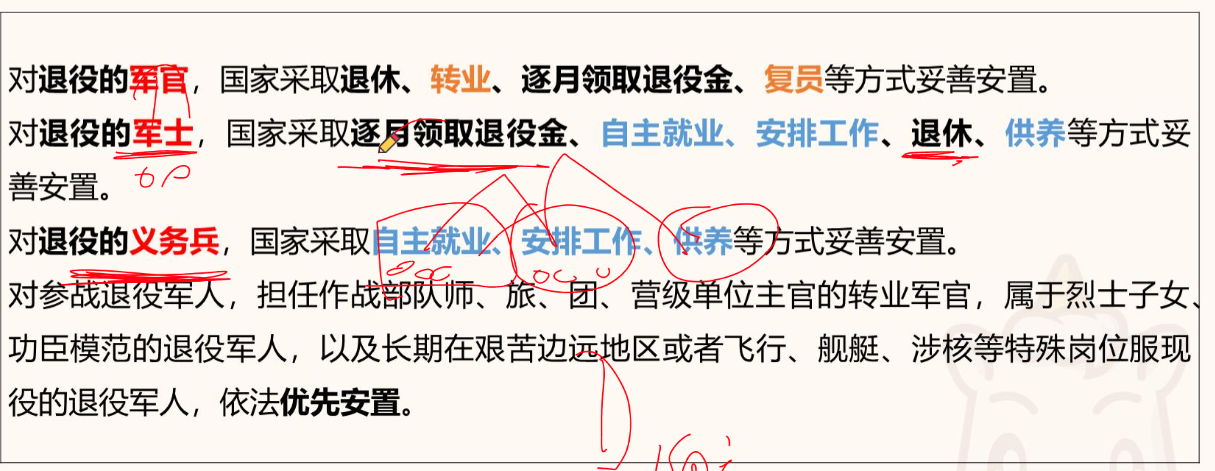 对退役的军官，国家采取退休、转业、逐月领取退役金、复员等方式妥善安置。
对退役的军士，国家采取逐月领取退役金、自主就业、安排工作、退休、供养等方式妥
善安置。
对退役的义务兵，国家采取自主就业、安排工作、供养等方式妥善安置。
对参战退役军人，担任作战部队师、旅、团、营级单位主官的转业军官，属于烈士子女、
功臣模范的退役军人，以及长期在艰苦边远地区或者飞行、舰艇、涉核等特殊岗位服现
役的退役军人，依法优先安置。